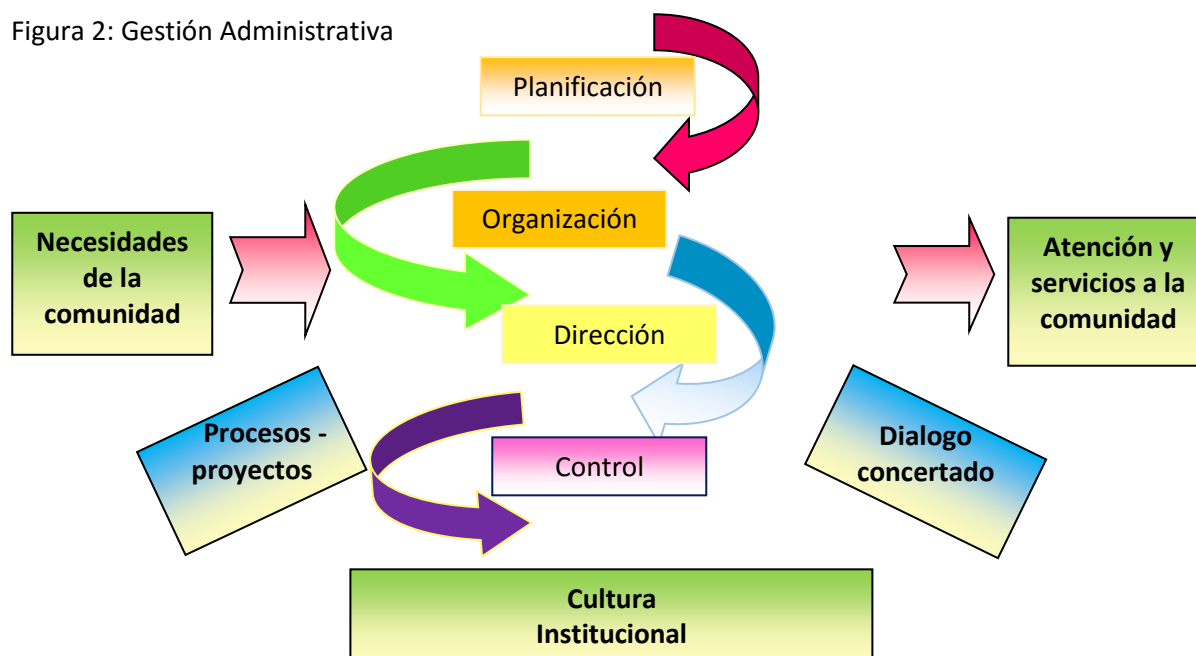 Figura 2: Gestión Administrativa
Planificación
Organización
Necesidades
de la
comunidad
Atención y
servicios a la
comunidad
Dirección
Procesos -
proyectos
Dialogo
concertado
Control
Cultura
Institucional